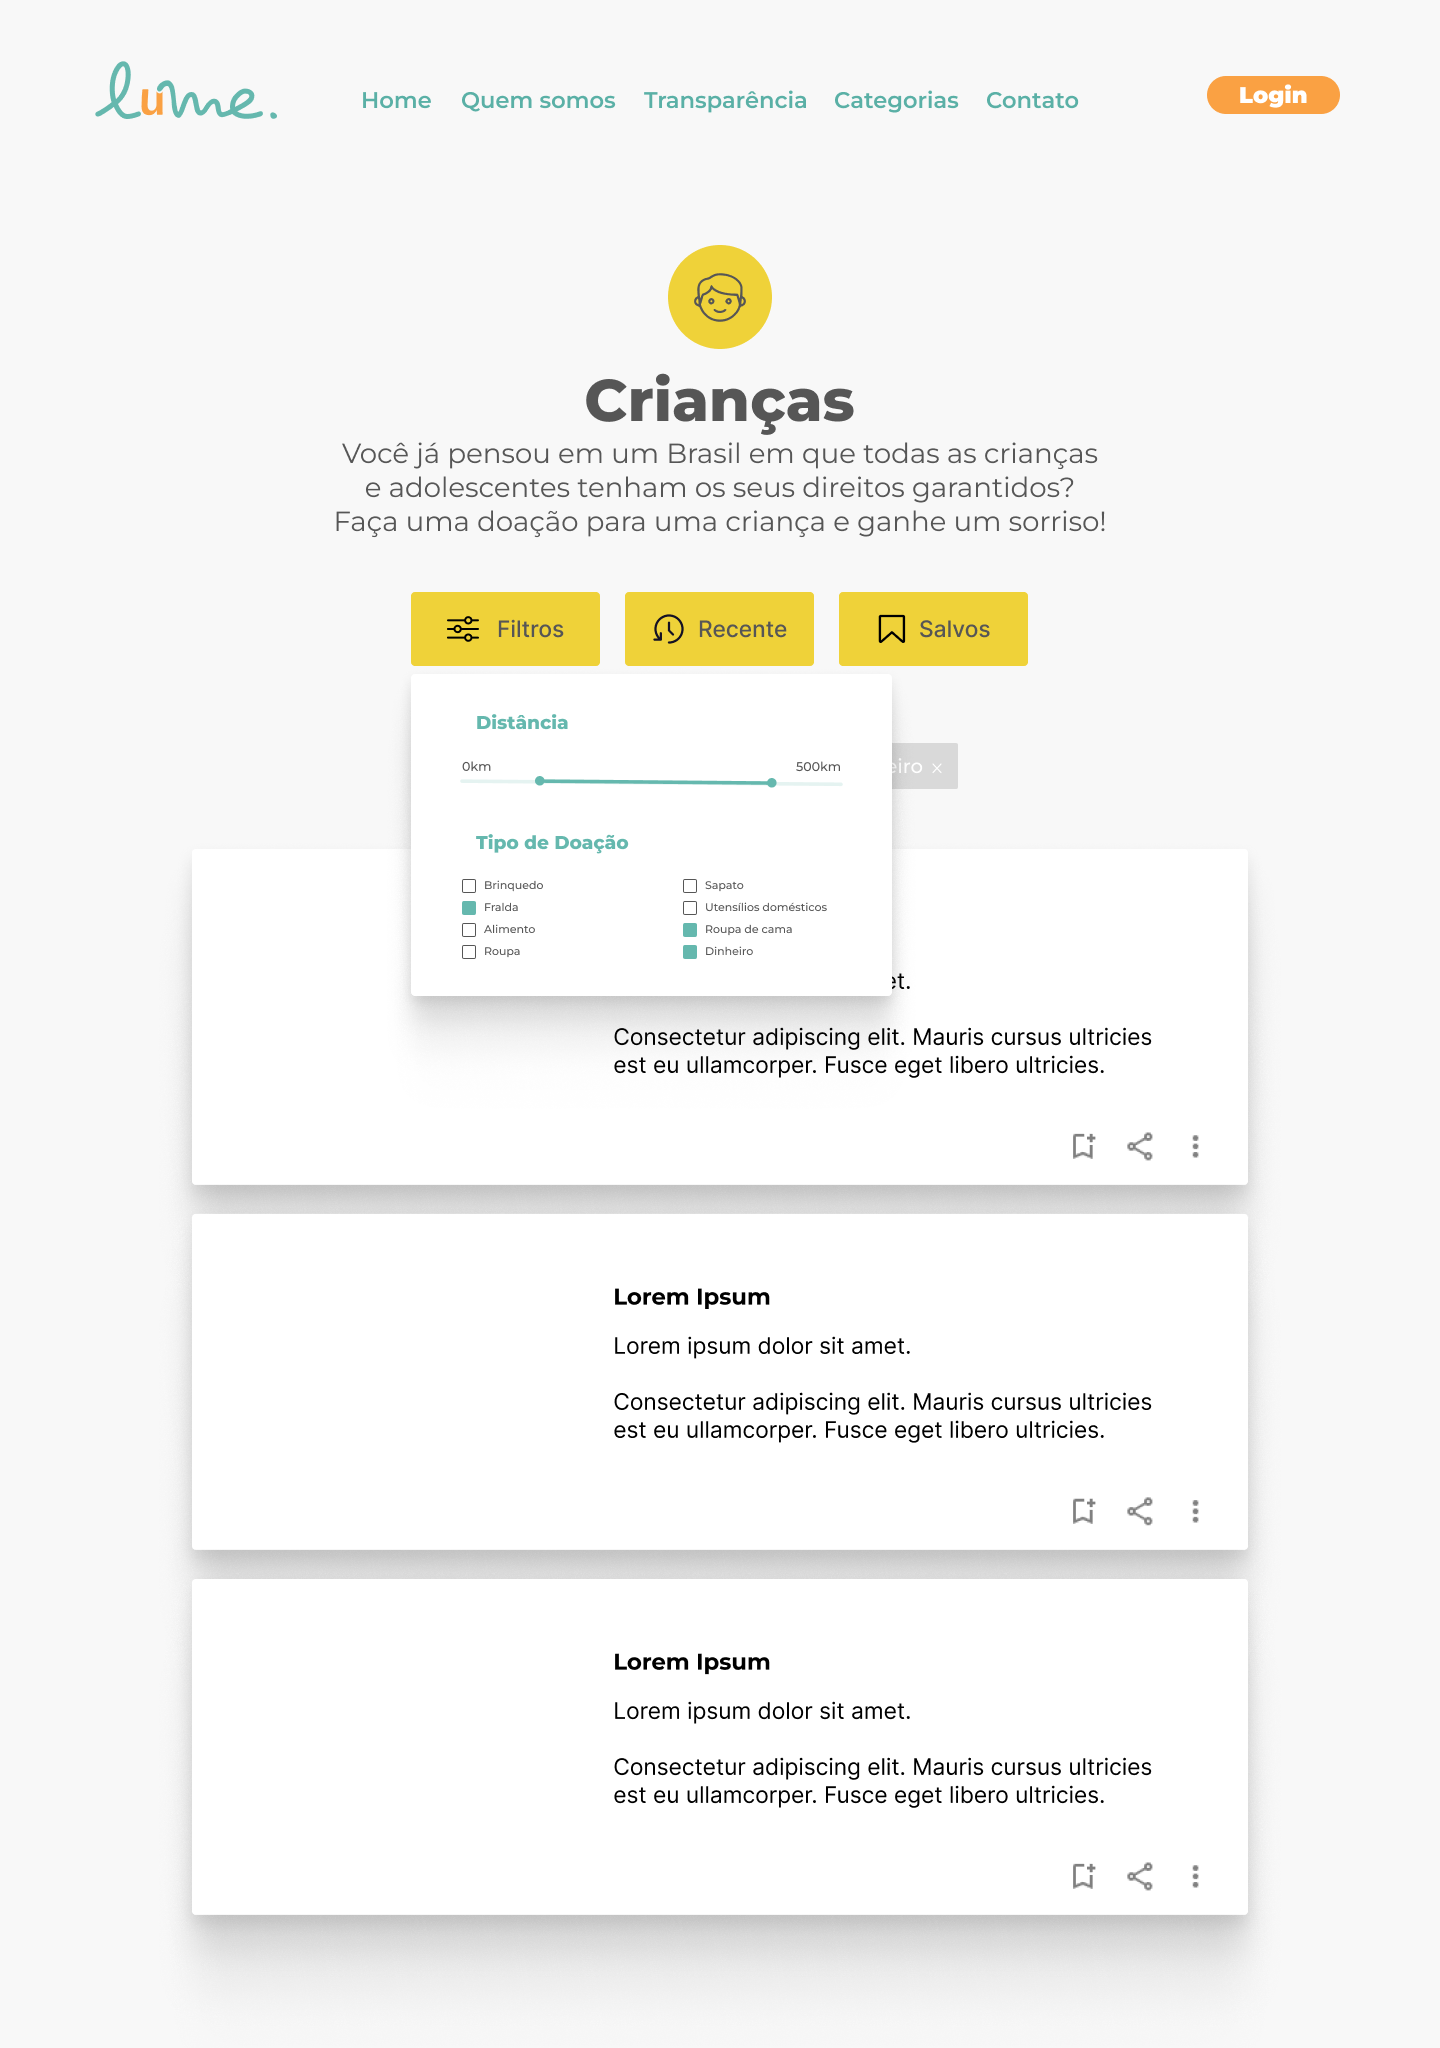 lume.
Home Quem somos Transparência Categorias Contato
Login
Crianças
Você já pensou em um Brasil em que todas as crianças
e adolescentes tenham os seus direitos garantidos?
Faça uma doação para uma criança e ganhe um sorriso!
Filtros Recente Salvos
Distância
0km 500km
Tipo de Doação
Brinquedo Sapato
Fralda Utensílios domésticos
Alimento Roupa de cama
Roupa Dinheiro
Consectetur adipiscing elit. Mauris cursus ultricies
est eu ullamcorper. Fusce eget libero ultricies.
Lorem Ipsum
Lorem ipsum dolor sit amet.
Consectetur adipiscing elit. Mauris cursus ultricies
est eu ullamcorper. Fusce eget libero ultricies.
Lorem Ipsum
Lorem ipsum dolor sit amet.
Consectetur adipiscing elit. Mauris cursus ultricies
est eu ullamcorper. Fusce eget libero ultricies.